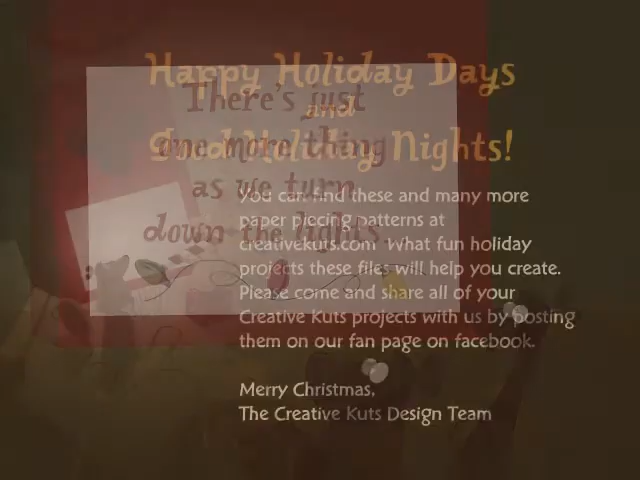 Happy Holiday Days
and
Good Holiday Nights!
There's just
one more thing
as we turn
down the lights...
You can find these and many more
paper piecing patterns at
creativekuts.com What fun holiday
projects these files will help you create.
Please come and share all of your
Creative Kuts projects with us by posting
them on our fan page on facebook.
Merry Christmas,
The Creative Kuts Design Team